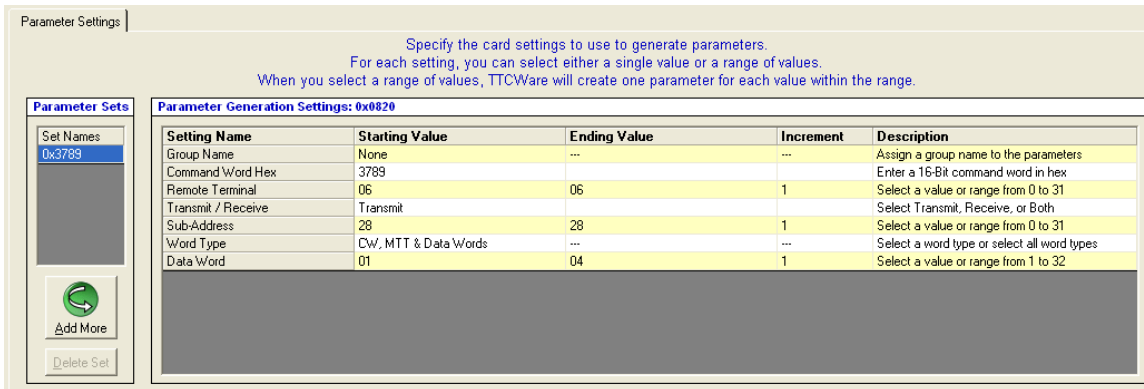 Parameter Settings
Specify the card settings to use to generate parameters.
For each setting, you can select either a single value or a range of values.
When you select a range of values, TTCWare will create one parameter for each value within the range.
Parameter Sets
Set Names
0x3789
Add More
Delete Set
Parameter Generation Settings: 0x0820
Setting Name Starting Value Ending Value Increment Description
Group Name None --- --- Assign a group name to the parameters
Command Word Hex 3789 Enter a 16-Bit command word in hex
Remote Terminal 06 06 1 Select a value or range from 0 to 31
Transmit / Receive Transmit Select Transmit, Receive, or Both
Sub-Address 28 28 1 Select a value or range from 0 to 31
Word Type CW, MTT & Data Words --- --- Select a word type or select all word types
Data Word 01 04 1 Select a value or range from 1 to 32